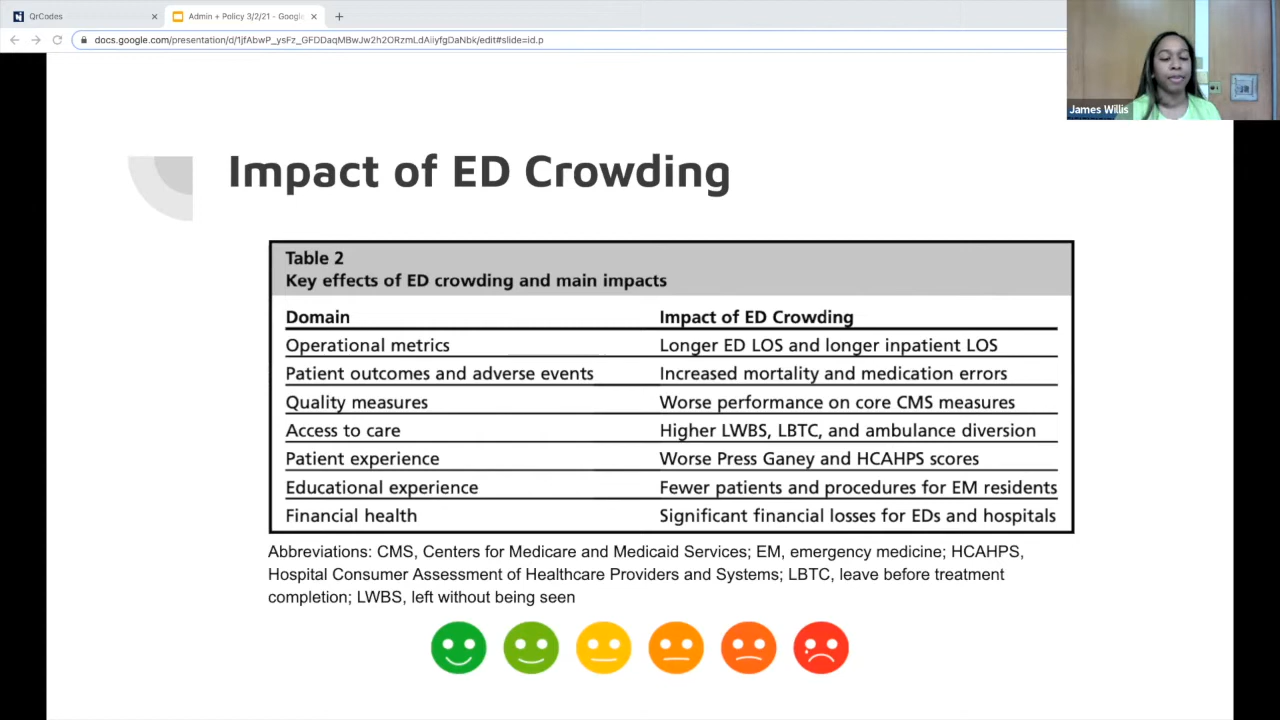 QrCodes
Admin + Policy 3/2/21 - Google
docs.google.com/presentation/d/1jfAbwP_ysFz_GFDDaqMBwJw2h2ORzmLdAiiyfgDaNbk/edit#slide=id.p
James Willis
Impact of ED Crowding
Table 2
Key effects of ED crowding and main impacts
Domain Impact of ED Crowding
Operational metrics Longer ED LOS and longer inpatient LOS
Patient outcomes and adverse events Increased mortality and medication errors
Quality measures Worse performance on core CMS measures
Access to care Higher LWBS, LBTC, and ambulance diversion
Patient experience Worse Press Ganey and HCAHPS scores
Educational experience Fewer patients and procedures for EM residents
Financial health Significant financial losses for EDs and hospitals
Abbreviations: CMS, Centers for Medicare and Medicaid Services; EM, emergency medicine; HCAHPS,
Hospital Consumer Assessment of Healthcare Providers and Systems; LBTC, leave before treatment
completion; LWBS, left without being seen